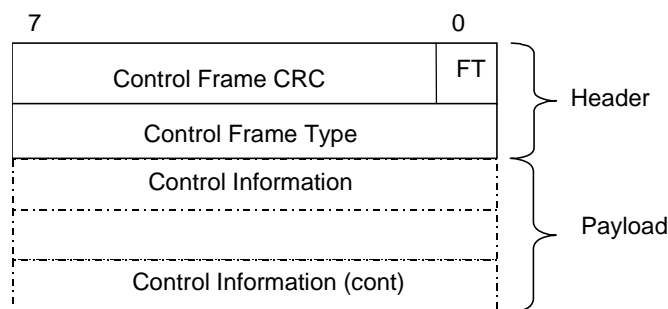 7 0
Control Frame CRC FT
Header
Control Frame Type
Control Information
Payload
Control Information (cont)